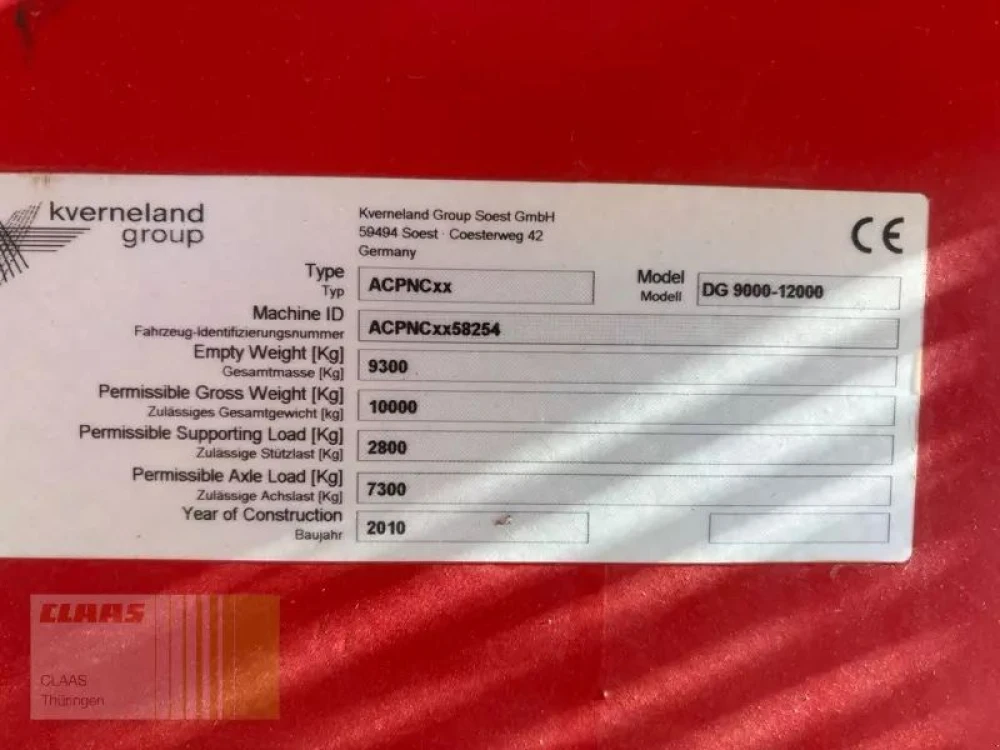 kverneland
group
Kverneland Group Soest GmbH
59494 Soest · Coesterweg 42
Germany
CE
Type
Typ
ACPNCxx
Model
Modell
DG 9000-12000
Machine ID
Fahrzeug-Identifizierungsnummer
ACPNCxx58254
Empty Weight [Kg]
Gesamtmasse [Kg]
9300
Permissible Gross Weight [Kg]
Zulässiges Gesamtgewicht [kg]
10000
Permissible Supporting Load [Kg]
Zulässige Stützlast [Kg]
2800
Permissible Axle Load [Kg]
Zulässige Achslast [Kg]
7300
Year of Construction
Baujahr
2010
CLAAS
CLAAS
Thüringen